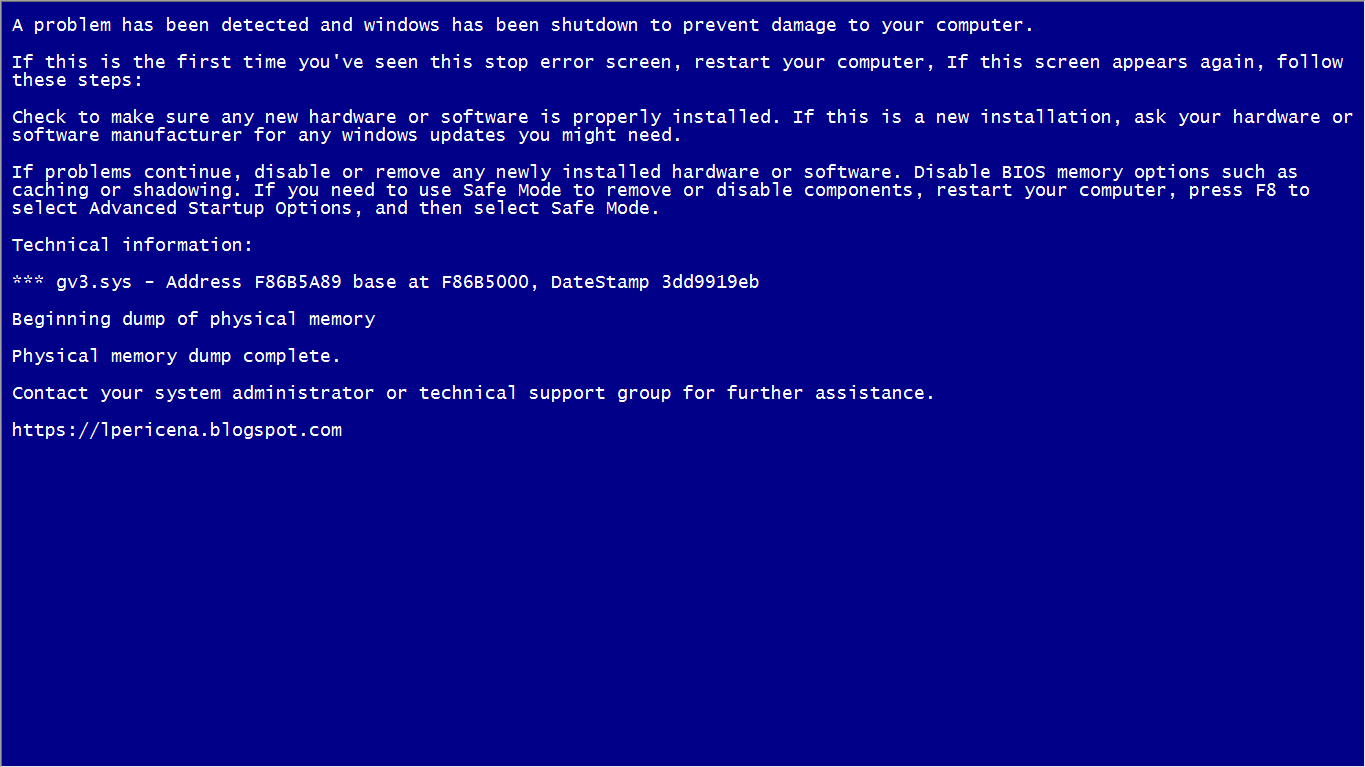 A problem has been detected and windows has been shutdown to prevent damage to your computer.
If this is the first time you've seen this stop error screen, restart your computer, If this screen appears again, follow
these steps:
Check to make sure any new hardware or software is properly installed. If this is a new installation, ask your hardware or
software manufacturer for any windows updates you might need.
If problems continue, disable or remove any newly installed hardware or software. Disable BIOS memory options such as
caching or shadowing. If you need to use Safe Mode to remove or disable components, restart your computer, press F8 to
select Advanced Startup Options, and then select Safe Mode.
Technical information:
*** gv3.sys - Address F86B5A89 base at F86B5000, DateStamp 3dd9919eb
Beginning dump of physical memory
Physical memory dump complete.
Contact your system administrator or technical support group for further assistance.
https://lpericena.blogspot.com